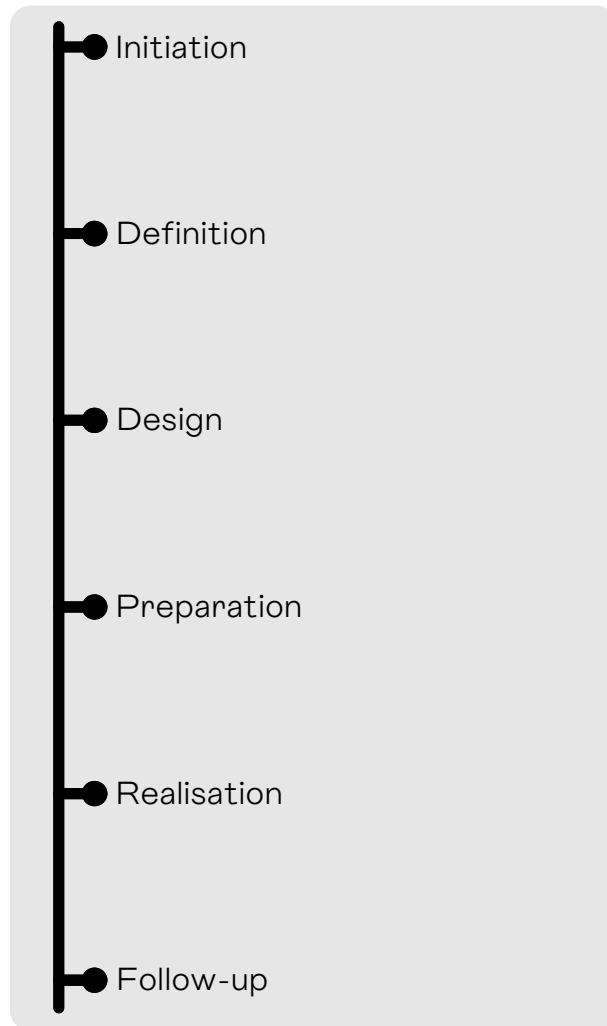 Initiation
Definition
Design
Preparation
Realisation
Follow-up